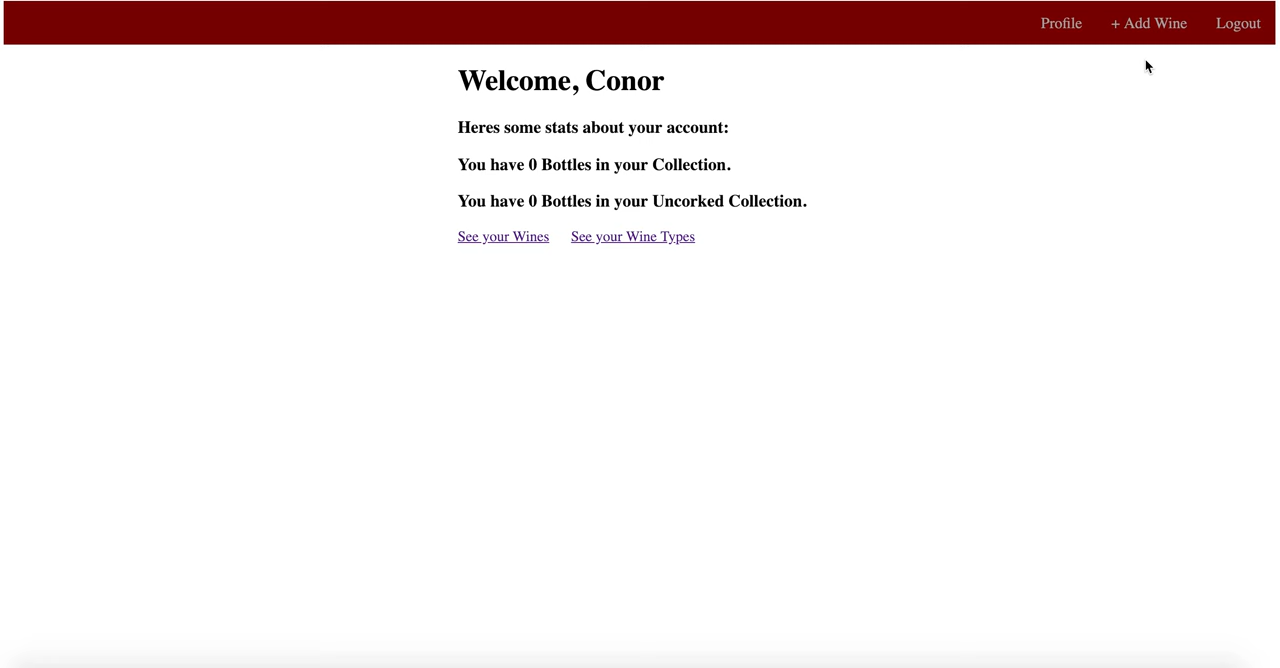 Profile + Add Wine Logout
Welcome, Conor
Heres some stats about your account:
You have 0 Bottles in your Collection.
You have 0 Bottles in your Uncorked Collection.
See your Wines See your Wine Types